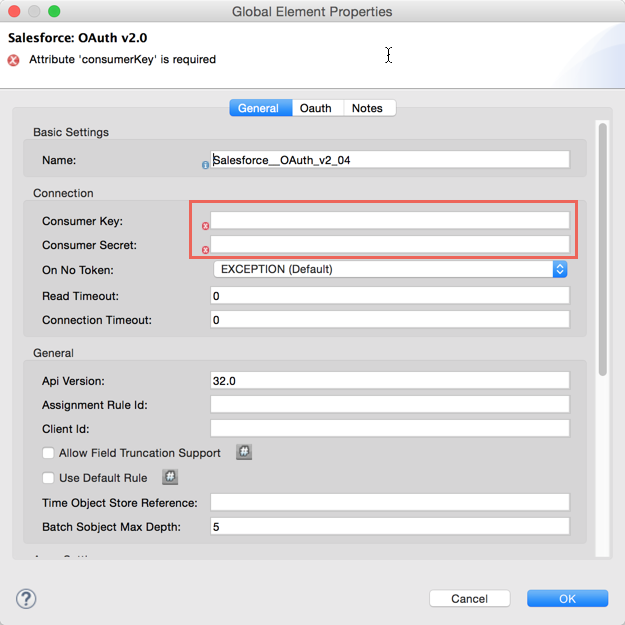 Global Element Properties
Salesforce: OAuth v2.0
Attribute 'consumerKey' is required
General Oauth Notes
Basic Settings
Name: Salesforce__OAuth_v2_04
Connection
Consumer Key:
Consumer Secret:
On No Token: EXCEPTION (Default)
Read Timeout: 0
Connection Timeout: 0
General
Api Version: 32.0
Assignment Rule Id:
Client Id:
Allow Field Truncation Support #
Use Default Rule #
Time Object Store Reference:
Batch Sobject Max Depth: 5
? Cancel OK